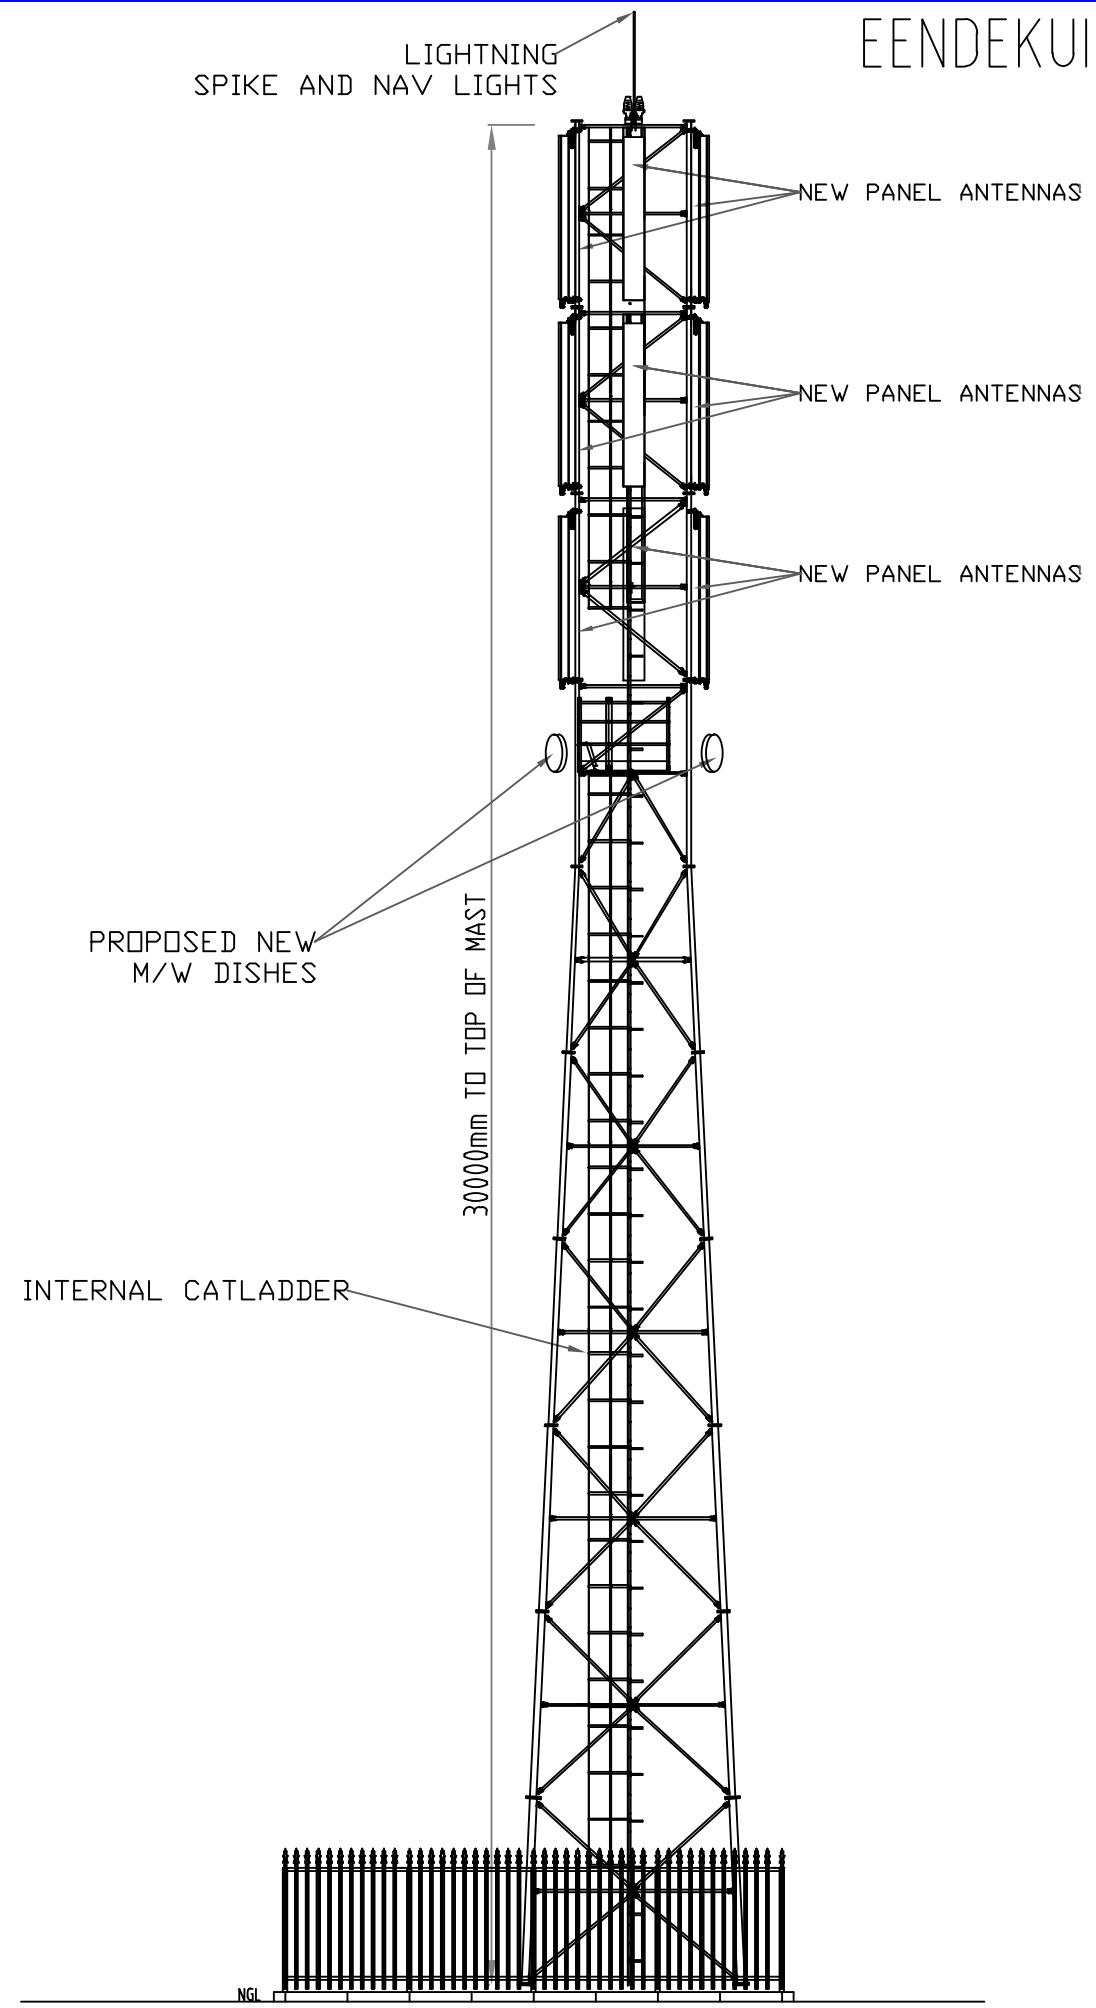 EENDEKUI
LIGHTNING
SPIKE AND NAV LIGHTS
NEW PANEL ANTENNAS
NEW PANEL ANTENNAS
NEW PANEL ANTENNAS
PROPOSED NEW
M/W DISHES
30000mm TO TOP OF MAST
INTERNAL CATLADDER
NGL